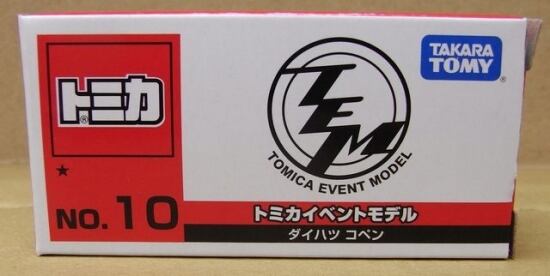 トミカ®
★
NO. 10
TEM
TOMICA EVENT MODEL
TAKARA
TOMY®
トミカイベントモデル
ダイハツ コペン